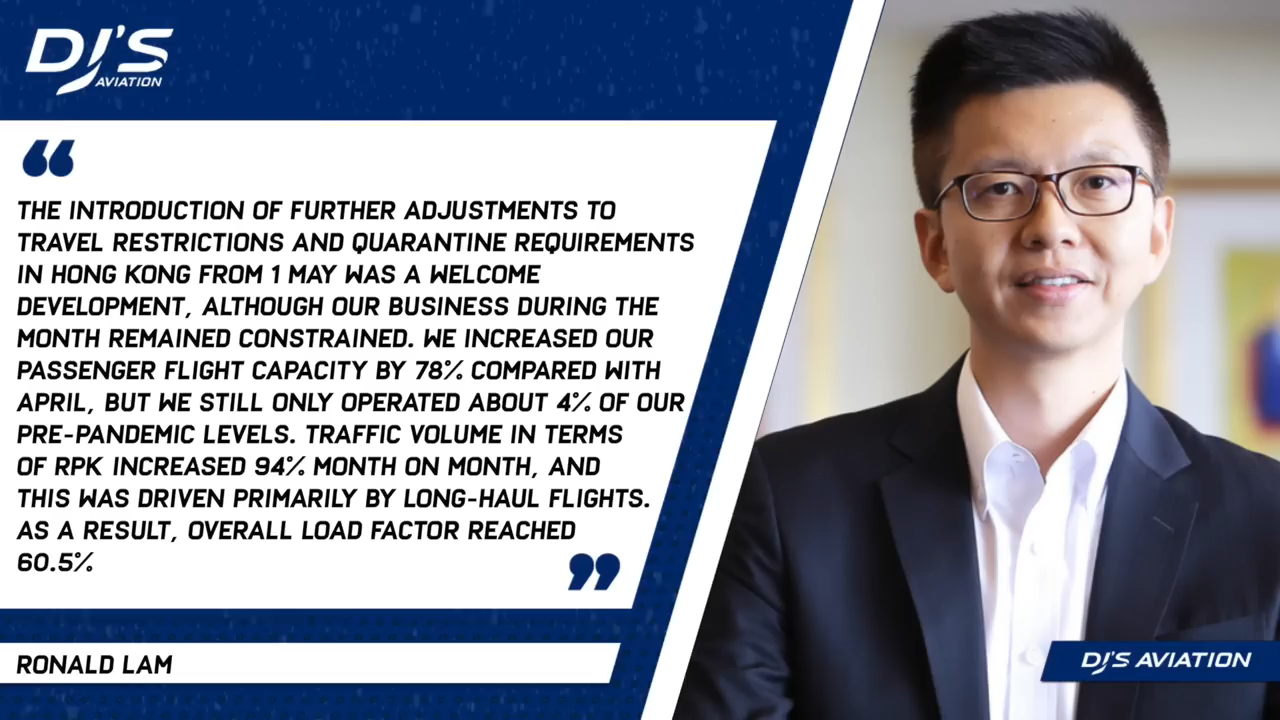 DJ'S
AVIATION
“
THE INTRODUCTION OF FURTHER ADJUSTMENTS TO
TRAVEL RESTRICTIONS AND QUARANTINE REQUIREMENTS
IN HONG KONG FROM 1 MAY WAS A WELCOME
DEVELOPMENT, ALTHOUGH OUR BUSINESS DURING THE
MONTH REMAINED CONSTRAINED. WE INCREASED OUR
PASSENGER FLIGHT CAPACITY BY 78% COMPARED WITH
APRIL, BUT WE STILL ONLY OPERATED ABOUT 4% OF OUR
PRE-PANDEMIC LEVELS. TRAFFIC VOLUME IN TERMS
OF RPK INCREASED 94% MONTH ON MONTH, AND
THIS WAS DRIVEN PRIMARILY BY LONG-HAUL FLIGHTS.
AS A RESULT, OVERALL LOAD FACTOR REACHED
60.5%
”
RONALD LAM
DJ'S AVIATION